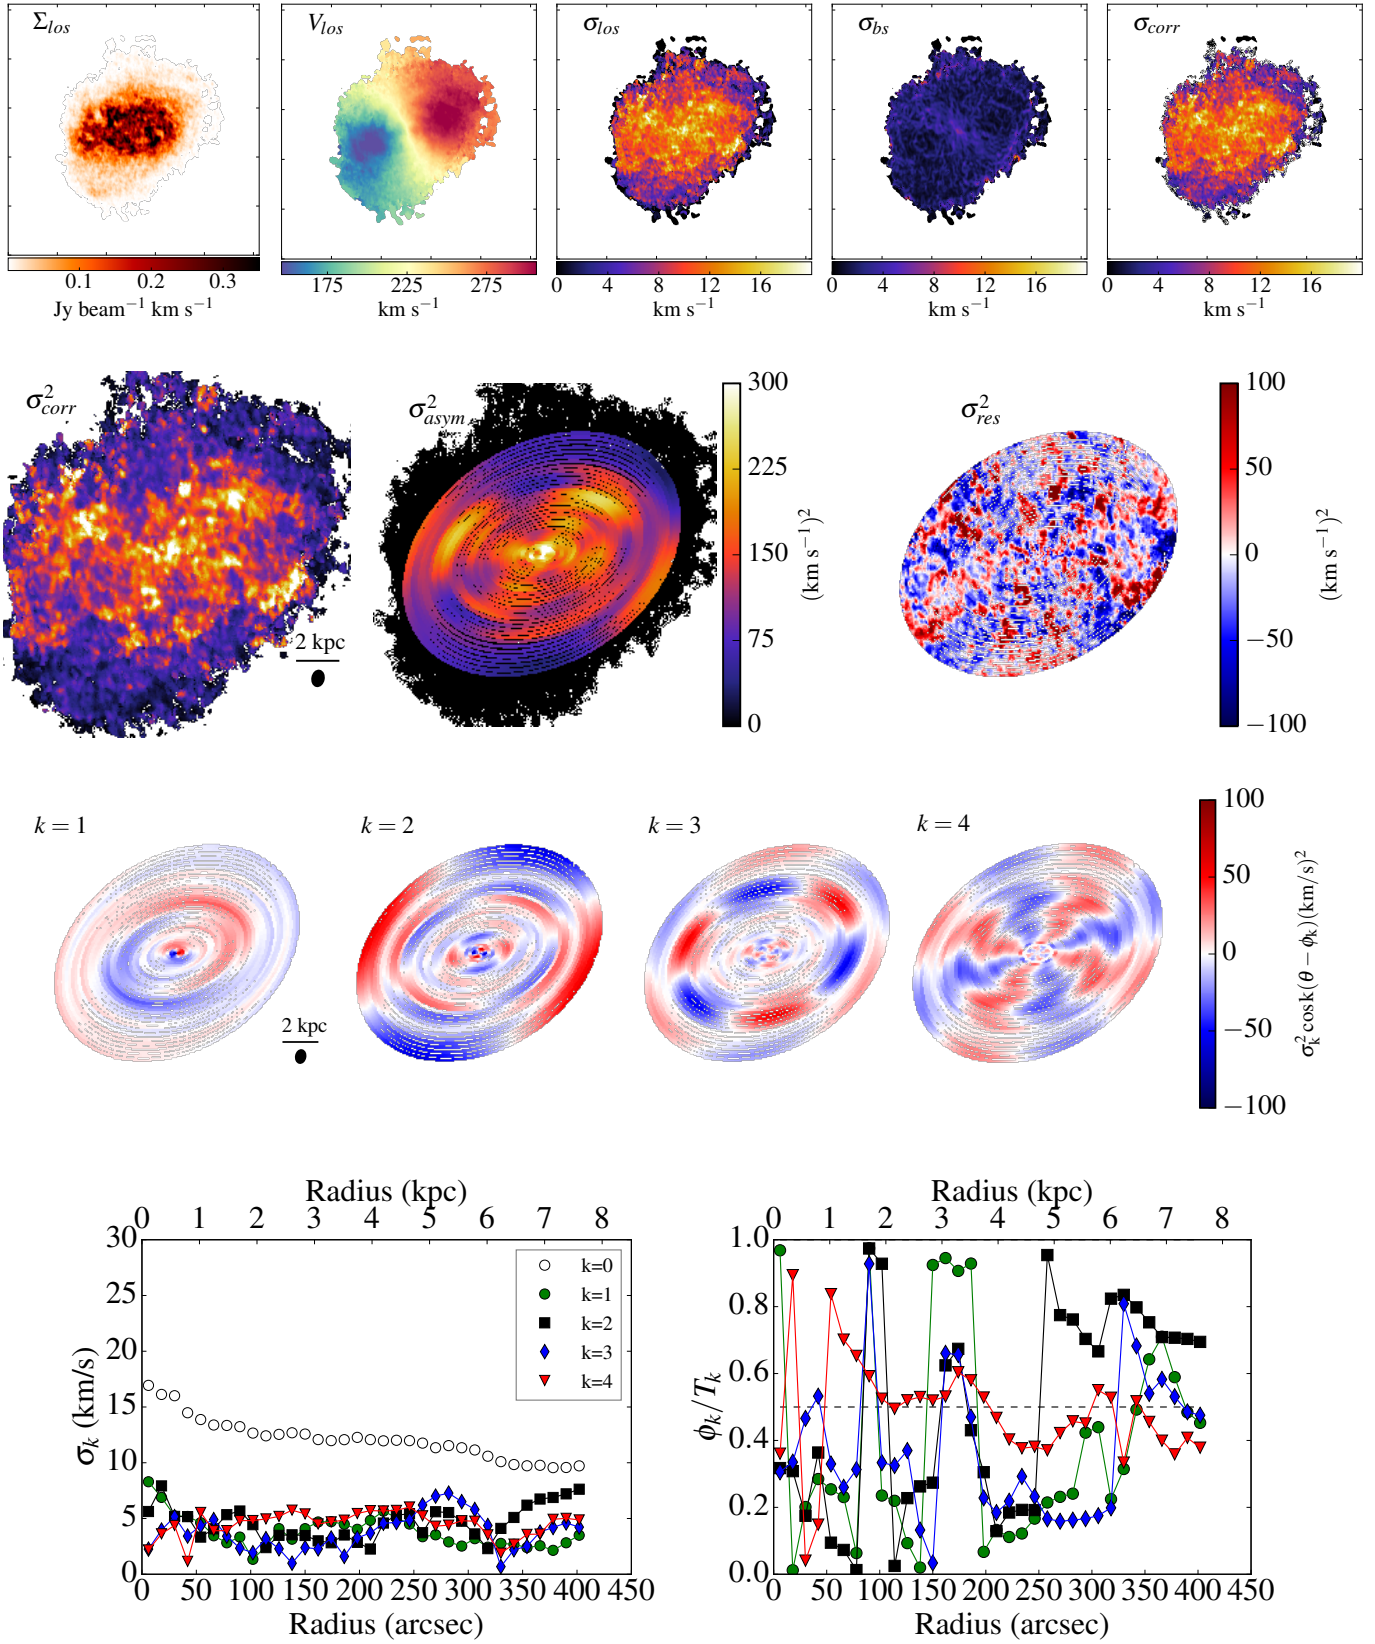 Σlos
Vlos
σlos
σbs
σcorr
0.1 0.2 0.3
175 225 275
0 4 8 12 16
0 4 8 12 16
0 4 8 12 16
Jy beam⁻¹ km s⁻¹
km s⁻¹
km s⁻¹
km s⁻¹
km s⁻¹
σ²corr
σ²asym
σ²res
300
225
150
75
0
(km s⁻¹)²
100
50
0
−50
−100
(km s⁻¹)²
2 kpc
k = 1
k = 2
k = 3
k = 4
2 kpc
100
50
0
−50
−100
σ²k cos k(θ − ϕk)(km/s)²
Radius (kpc)
0 1 2 3 4 5 6 7 8
30
25
20
15
10
5
0
σk (km/s)
k=0
k=1
k=2
k=3
k=4
0 50 100 150 200 250 300 350 400 450
Radius (arcsec)
Radius (kpc)
0 1 2 3 4 5 6 7 8
1.0
0.8
0.6
0.4
0.2
0.0
ϕk/Tk
0 50 100 150 200 250 300 350 400 450
Radius (arcsec)